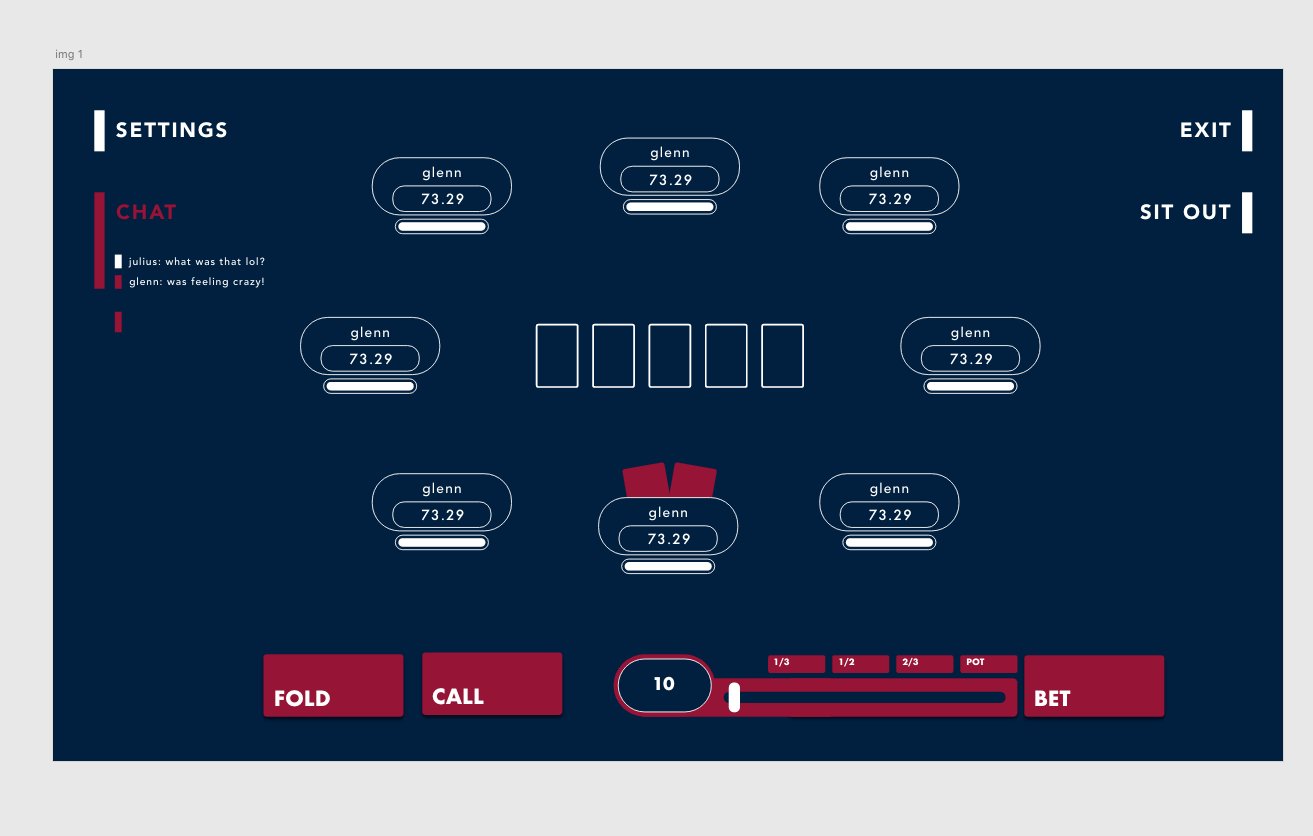 img 1
SETTINGS
EXIT
CHAT
SIT OUT
julius: what was that lol?
glenn: was feeling crazy!
glenn
73.29
glenn
73.29
glenn
73.29
glenn
73.29
glenn
73.29
glenn
73.29
glenn
73.29
glenn
73.29
FOLD
CALL
10
1/3
1/2
2/3
POT
BET